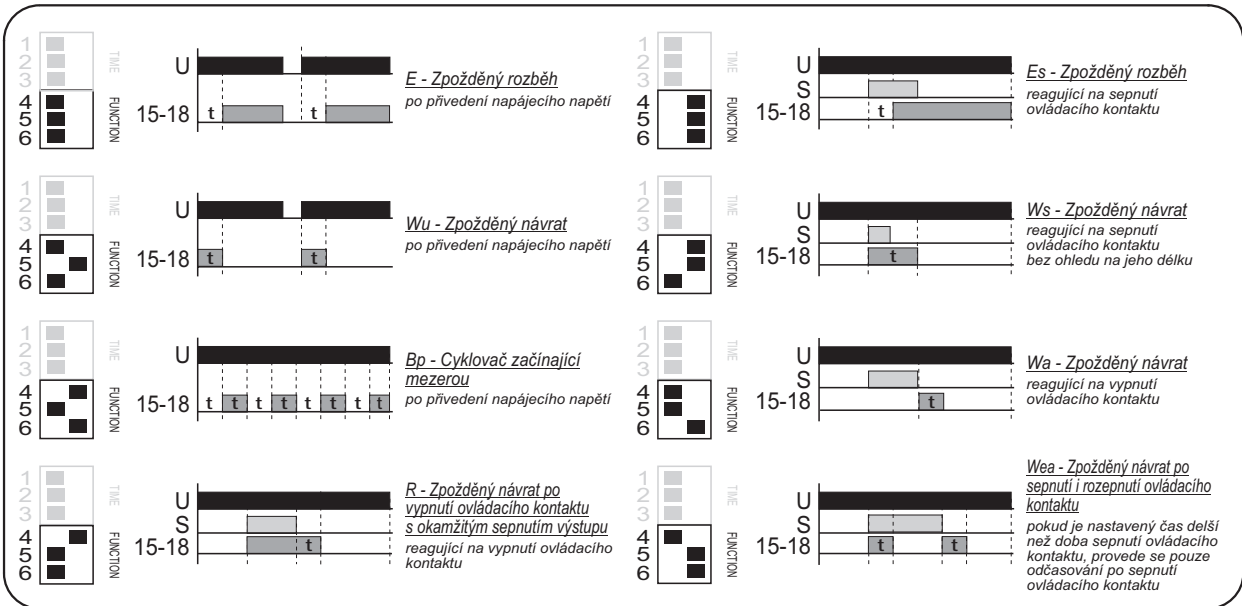 1
2
3
TIME
4
5
6
FUNCTION
U
15-18
t
t
E - Zpožděný rozběh
po přivedení napájecího napětí
1
2
3
TIME
4
5
6
FUNCTION
U
S
15-18
t
Es - Zpožděný rozběh
reagující na sepnutí
ovládacího kontaktu
1
2
3
TIME
4
5
6
FUNCTION
U
15-18
t
t
Wu - Zpožděný návrat
po přivedení napájecího napětí
1
2
3
TIME
4
5
6
FUNCTION
U
S
15-18
t
Ws - Zpožděný návrat
reagující na sepnutí
ovládacího kontaktu
bez ohledu na jeho délku
1
2
3
TIME
4
5
6
FUNCTION
U
15-18
t t t t t t t t
Bp - Cyklovač začínající
mezerou
po přivedení napájecího napětí
1
2
3
TIME
4
5
6
FUNCTION
U
S
15-18
t
Wa - Zpožděný návrat
reagující na vypnutí
ovládacího kontaktu
1
2
3
TIME
4
5
6
FUNCTION
U
S
15-18
t
R - Zpožděný návrat po
vypnutí ovládacího kontaktu
s okamžitým sepnutím výstupu
reagující na vypnutí ovládacího
kontaktu
1
2
3
TIME
4
5
6
FUNCTION
U
S
15-18
t
t
Wea - Zpožděný návrat po
sepnutí i rozepnutí ovládacího
kontaktu
pokud je nastavený čas delší
než doba sepnutí ovládacího
kontaktu, provede se pouze
odčasování po sepnutí
ovládacího kontaktu